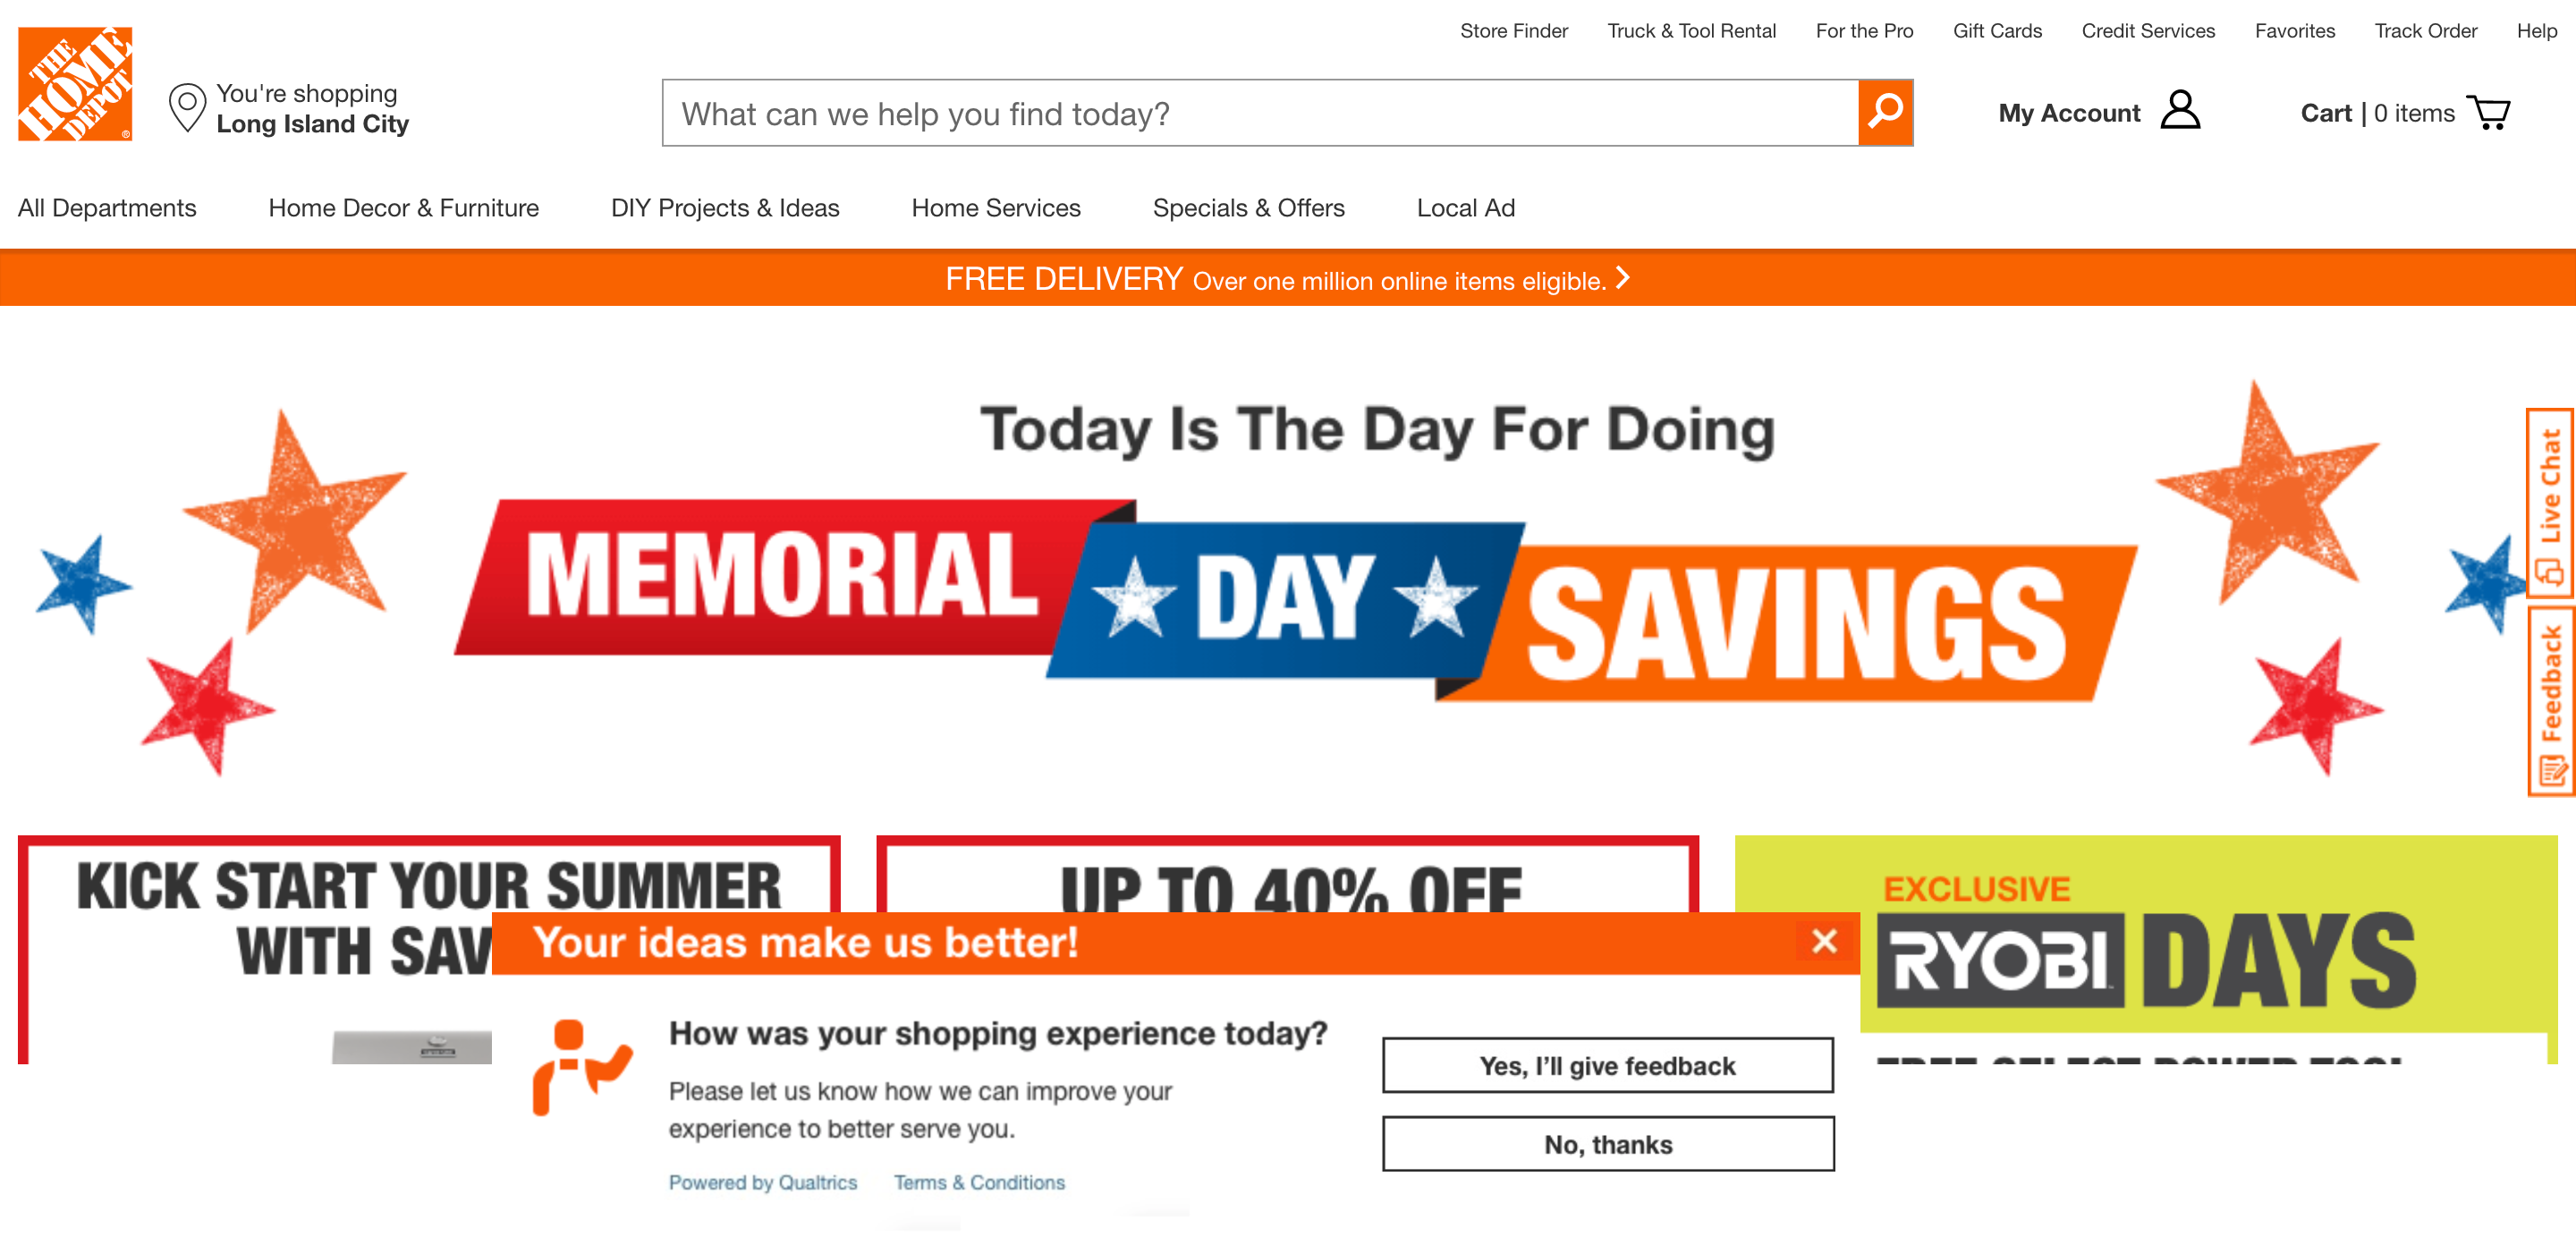 Store Finder Truck & Tool Rental For the Pro Gift Cards Credit Services Favorites Track Order Help
THE
HOME
DEPOT
You're shopping
Long Island City
What can we help you find today?
My Account
Cart | 0 items
All Departments Home Decor & Furniture DIY Projects & Ideas Home Services Specials & Offers Local Ad
FREE DELIVERY Over one million online items eligible.
Today Is The Day For Doing
MEMORIAL DAY SAVINGS
Live Chat
Feedback
KICK START YOUR SUMMER
WITH SAV
UP TO 40% OFF
EXCLUSIVE
RYOBI DAYS
FREE SELECT POWER TOOL
Your ideas make us better!
How was your shopping experience today?
Please let us know how we can improve your
experience to better serve you.
Powered by Qualtrics Terms & Conditions
Yes, I’ll give feedback
No, thanks